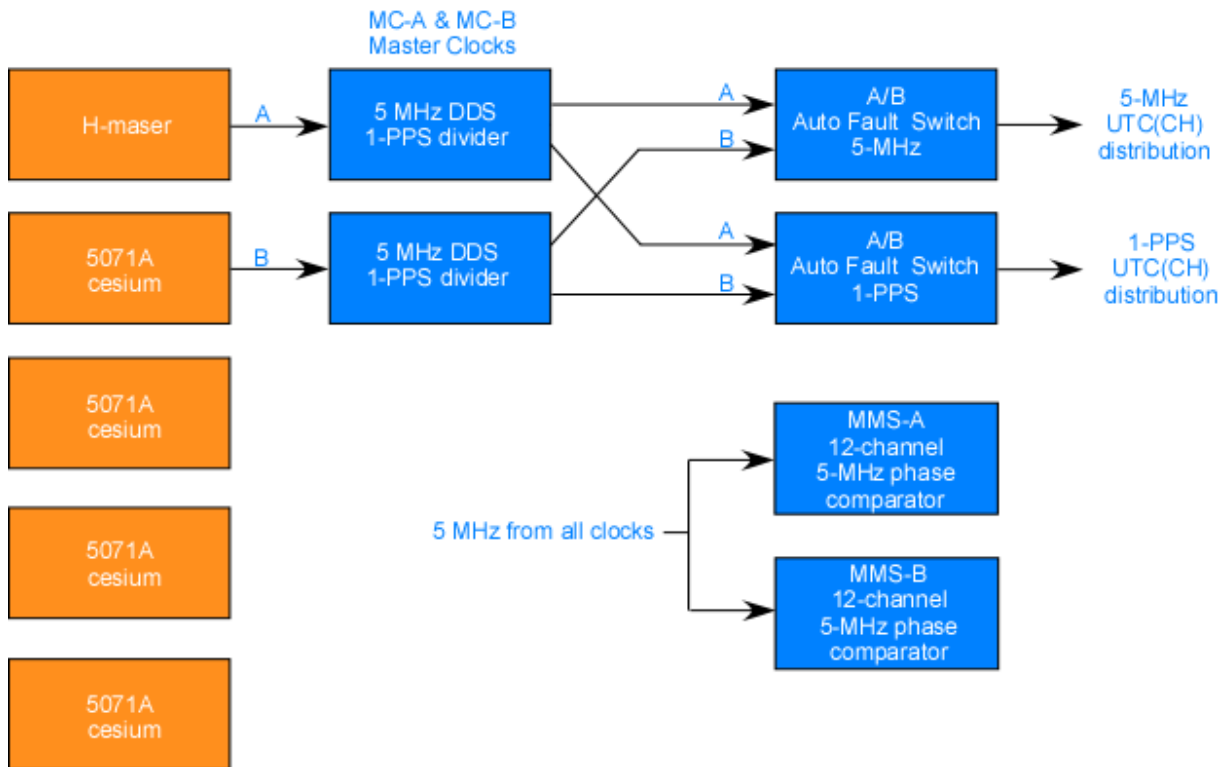 MC-A & MC-B
Master Clocks
H-maser
A
5 MHz DDS
1-PPS divider
A
B
A/B
Auto Fault Switch
5-MHz
5-MHz
UTC(CH)
distribution
5071A
cesium
B
5 MHz DDS
1-PPS divider
A
B
A/B
Auto Fault Switch
1-PPS
1-PPS
UTC(CH)
distribution
5071A
cesium
5071A
cesium
5071A
cesium
5 MHz from all clocks
MMS-A
12-channel
5-MHz phase
comparator
MMS-B
12-channel
5-MHz phase
comparator